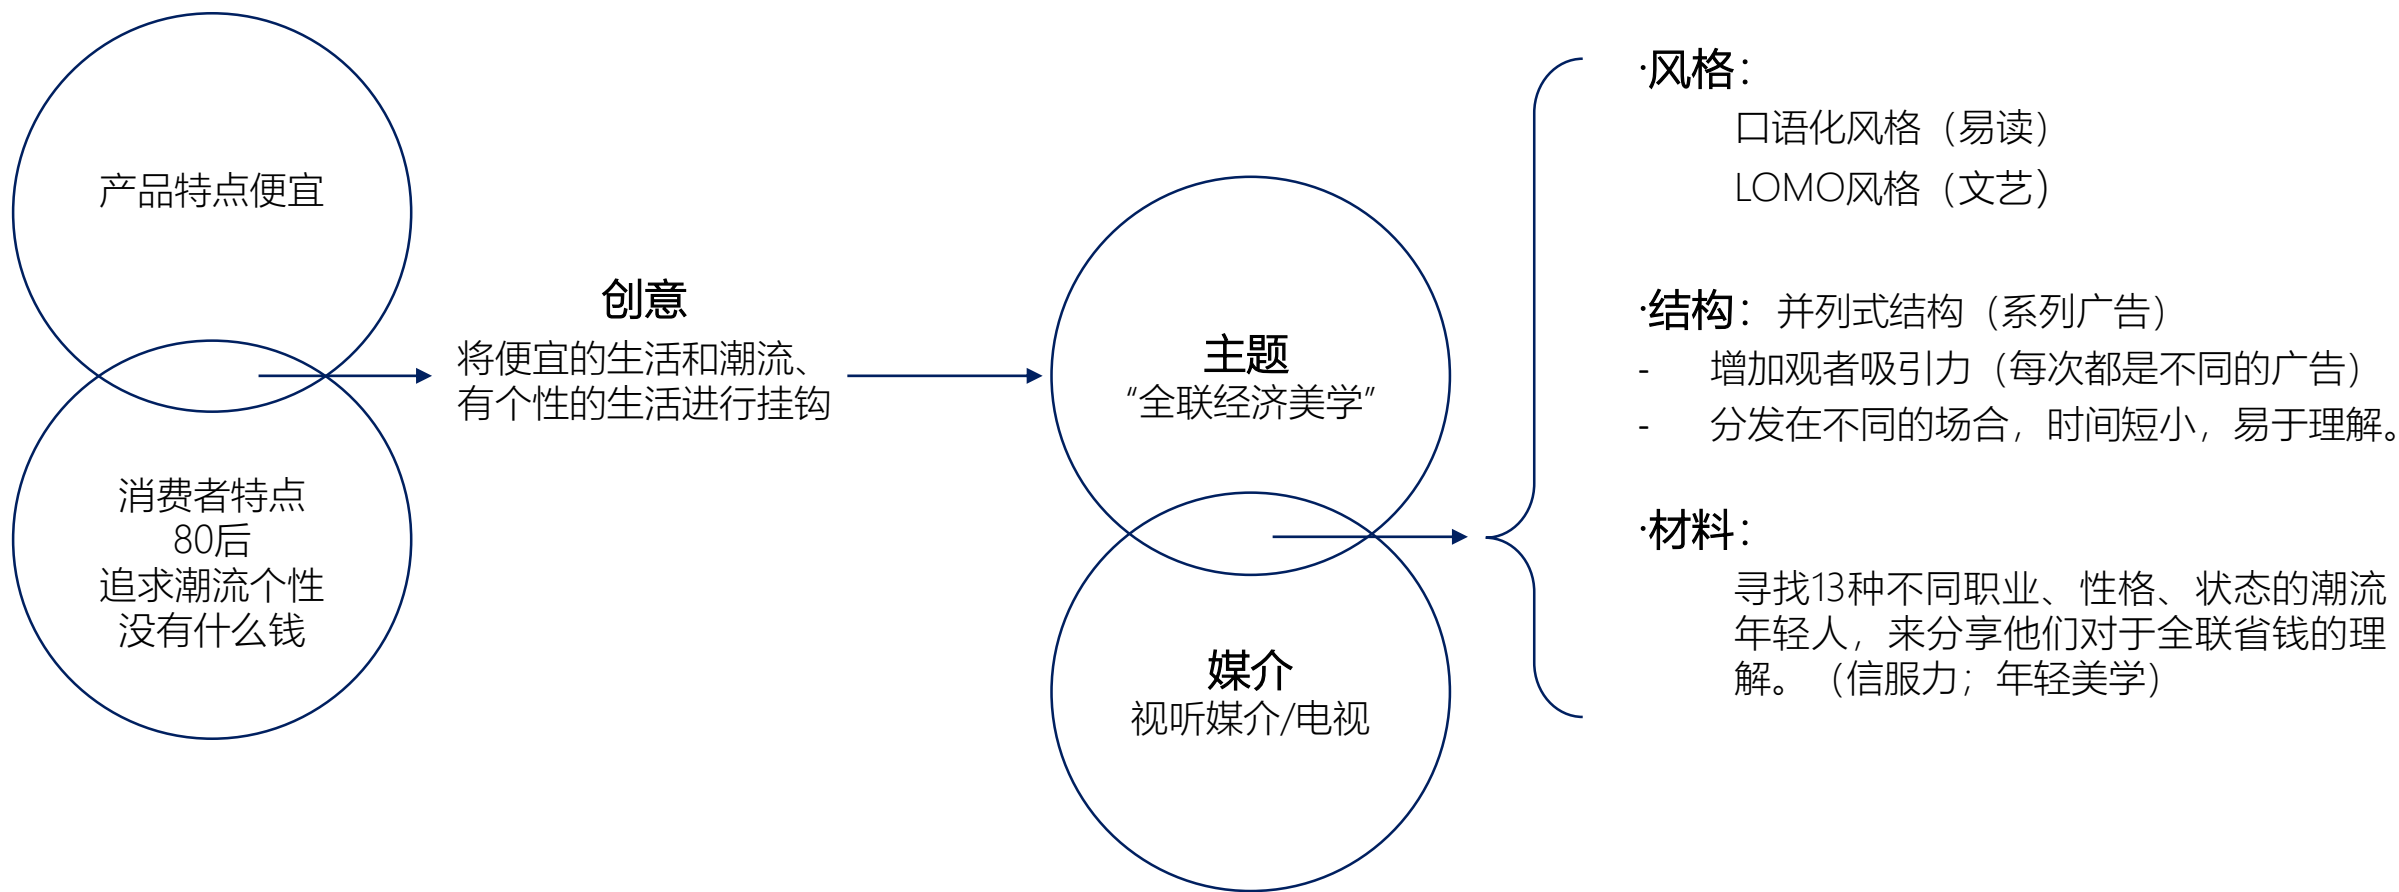 产品特点便宜
消费者特点
80后
追求潮流个性
没有什么钱
创意
将便宜的生活和潮流、
有个性的生活进行挂钩
主题
“全联经济美学”
媒介
视听媒介/电视
·风格：
口语化风格（易读）
LOMO风格（文艺）
·结构：并列式结构（系列广告）
- 增加观者吸引力（每次都是不同的广告）
- 分发在不同的场合，时间短小，易于理解。
·材料：
寻找13种不同职业、性格、状态的潮流
年轻人，来分享他们对于全联省钱的理
解。（信服力；年轻美学）